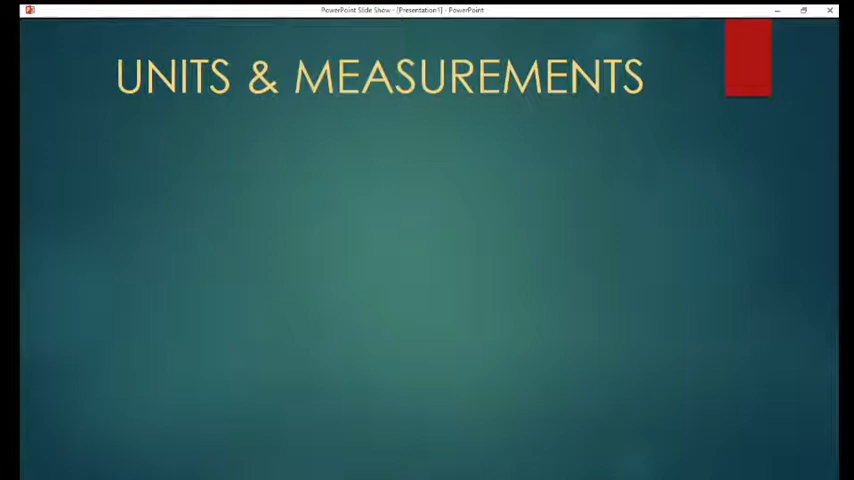 PowerPoint Slide Show - [Presentation1] - PowerPoint
UNITS & MEASUREMENTS